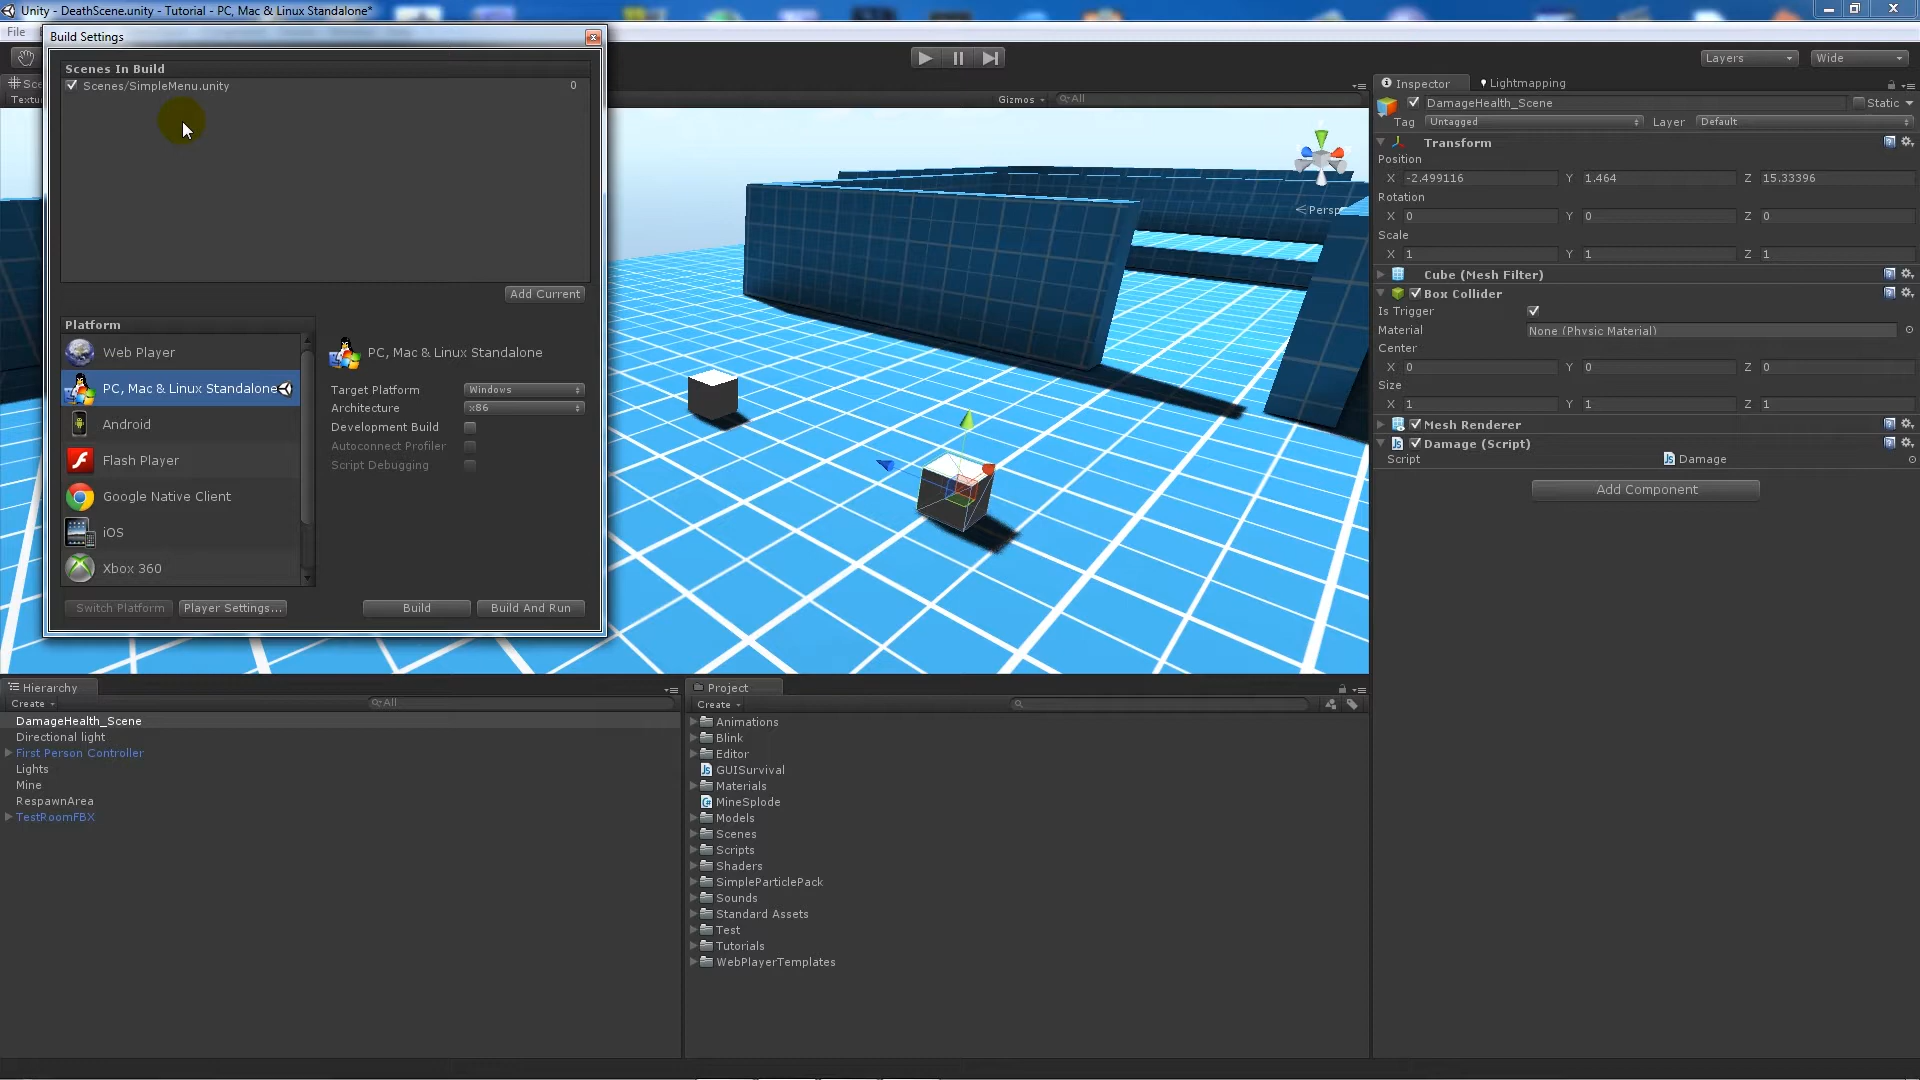 Unity - DeathScene.unity - Tutorial - PC, Mac & Linux Standalone*
File
Build Settings
Scenes In Build
Scenes/SimpleMenu.unity 0
Add Current
Platform
Web Player
PC, Mac & Linux Standalone
Android
Flash Player
Google Native Client
iOS
Xbox 360
PC, Mac & Linux Standalone
Target Platform Windows
Architecture x86
Development Build
Autoconnect Profiler
Script Debugging
Switch Platform Player Settings... Build Build And Run
Layers Wide
Gizmos All
Persp
Inspector Lightmapping
DamageHealth_Scene Static
Tag Untagged Layer Default
Transform
Position
X -2.499116 Y 1.464 Z 15.33396
Rotation
X 0 Y 0 Z 0
Scale
X 1 Y 1 Z 1
Cube (Mesh Filter)
Box Collider
Is Trigger
Material None (Physic Material)
Center
X 0 Y 0 Z 0
Size
X 1 Y 1 Z 1
Mesh Renderer
Damage (Script)
Script Damage
Add Component
Hierarchy
Create All
DamageHealth_Scene
Directional light
First Person Controller
Lights
Mine
RespawnArea
TestRoomFBX
Project
Create
Animations
Blink
Editor
GUISurvival
Materials
MineSplode
Models
Scenes
Scripts
Shaders
SimpleParticlePack
Sounds
Standard Assets
Test
Tutorials
WebPlayerTemplates